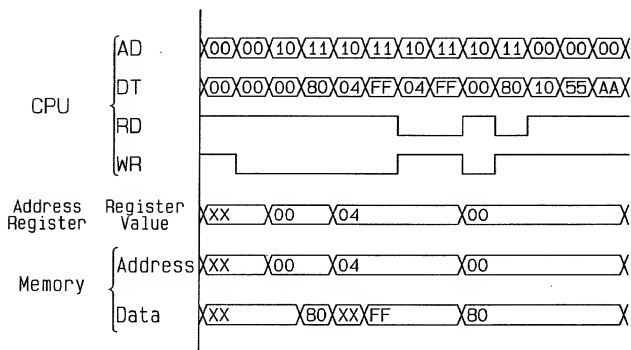 AD 00 00 10 11 10 11 10 11 10 11 00 00 00
DT 00 00 00 80 04 FF 04 FF 00 80 10 55 AA
CPU
RD
WR
Address Register Register Value XX 00 04 00
Memory
Address XX 00 04 00
Data XX 80 XX FF 80